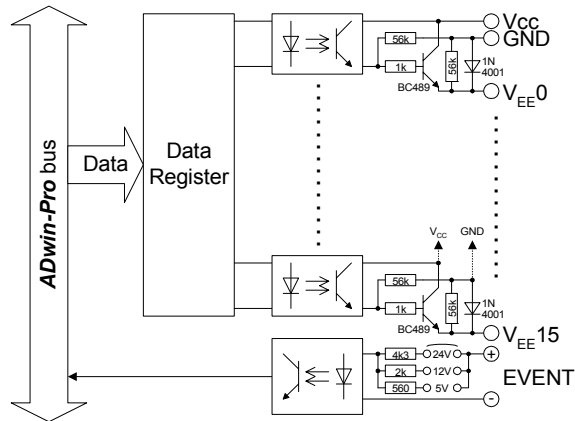 Vcc
GND
56k
1k
56k
1N
4001
BC489
VEE0
ADwin-Pro bus
Data
Data
Register
VCC
GND
56k
1k
56k
1N
4001
BC489
VEE15
4k3
24V
+
2k
12V
EVENT
560
5V
-